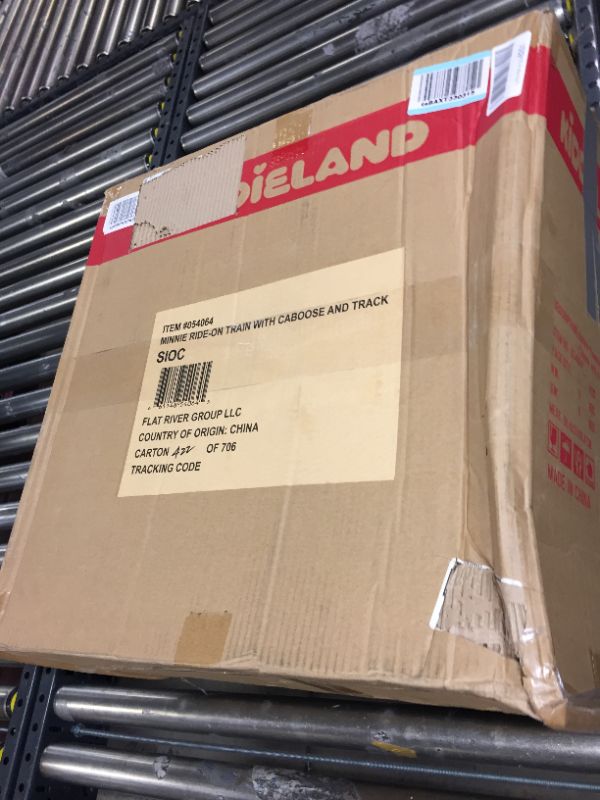 DiELAND
ITEM #054064
MINNIE RIDE-ON TRAIN WITH CABOOSE AND TRACK
SIOC
FLAT RIVER GROUP LLC
COUNTRY OF ORIGIN: CHINA
CARTON 422 OF 706
TRACKING CODE
MADE IN CHINA